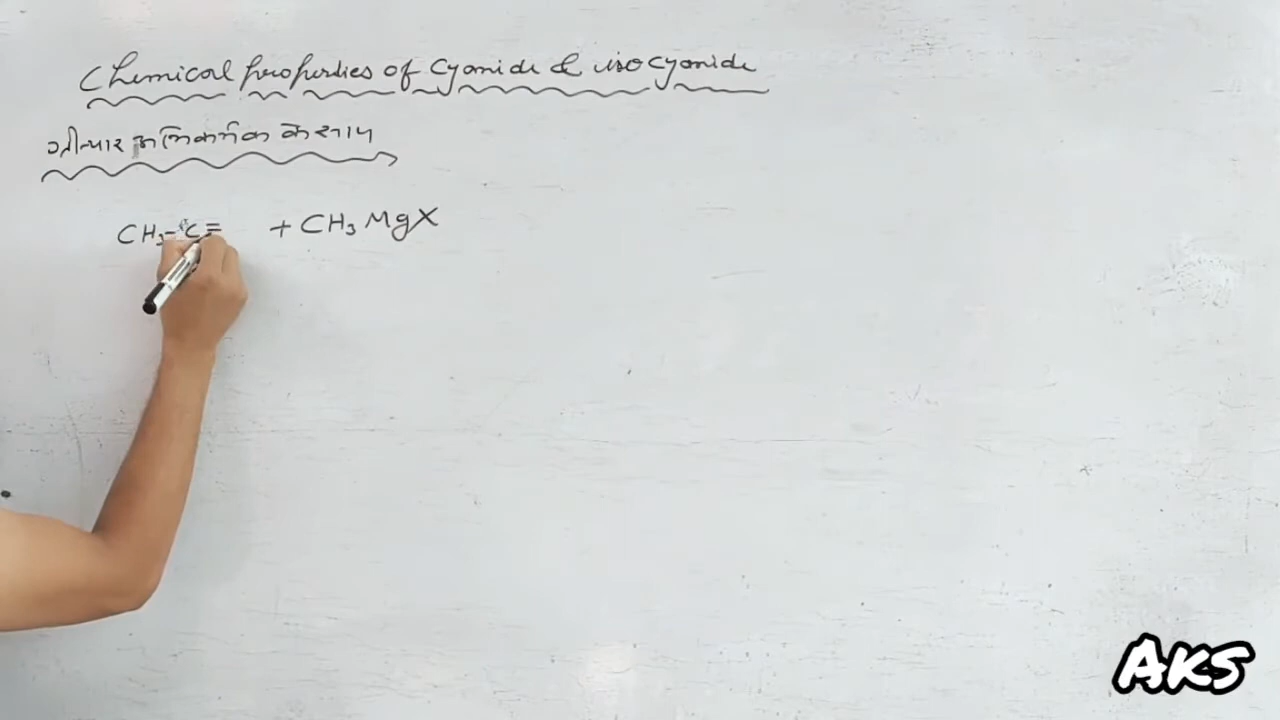 Chemical properties of cyanide & isocyanide
ग्रीन्यार अभिकर्मक के साथ
CH3-C≡ + CH3MgX
AKS